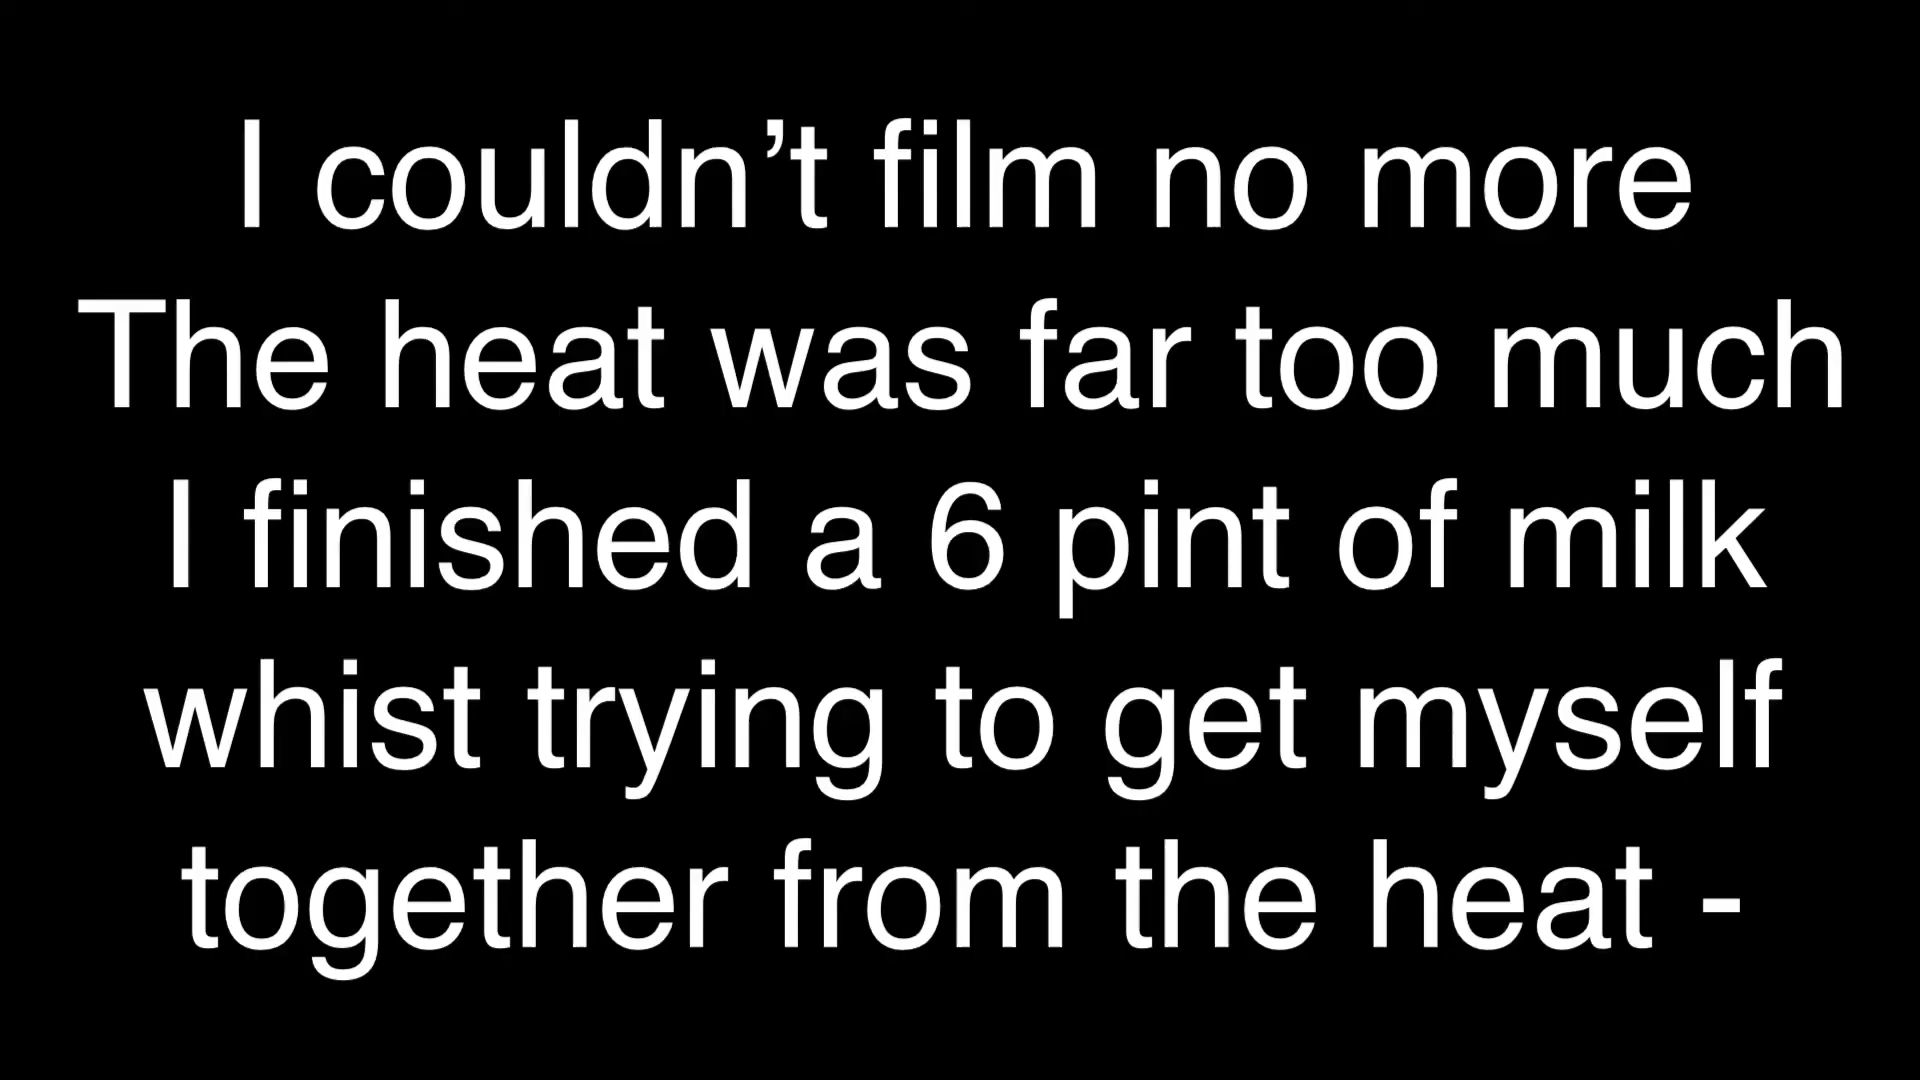 I couldn’t film no more
The heat was far too much
I finished a 6 pint of milk
whist trying to get myself
together from the heat -